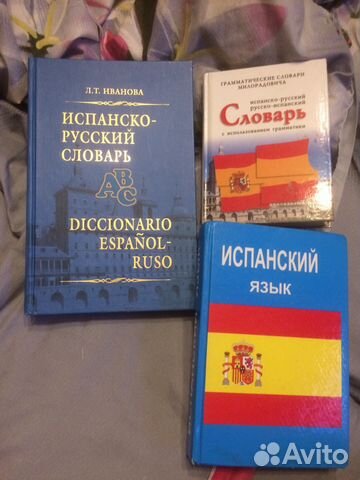 Л.Т. ИВАНОВА
ИСПАНСКО-
РУССКИЙ
СЛОВАРЬ
ABC
DICCIONARIO
ESPAÑOL-
RUSO
ГРАММАТИЧЕСКИЕ СЛОВАРИ
МИЛОРАДОВИЧА
испанско-русский
русско-испанский
Словарь
с использованием грамматики
ИСПАНСКИЙ
ЯЗЫК
Avito